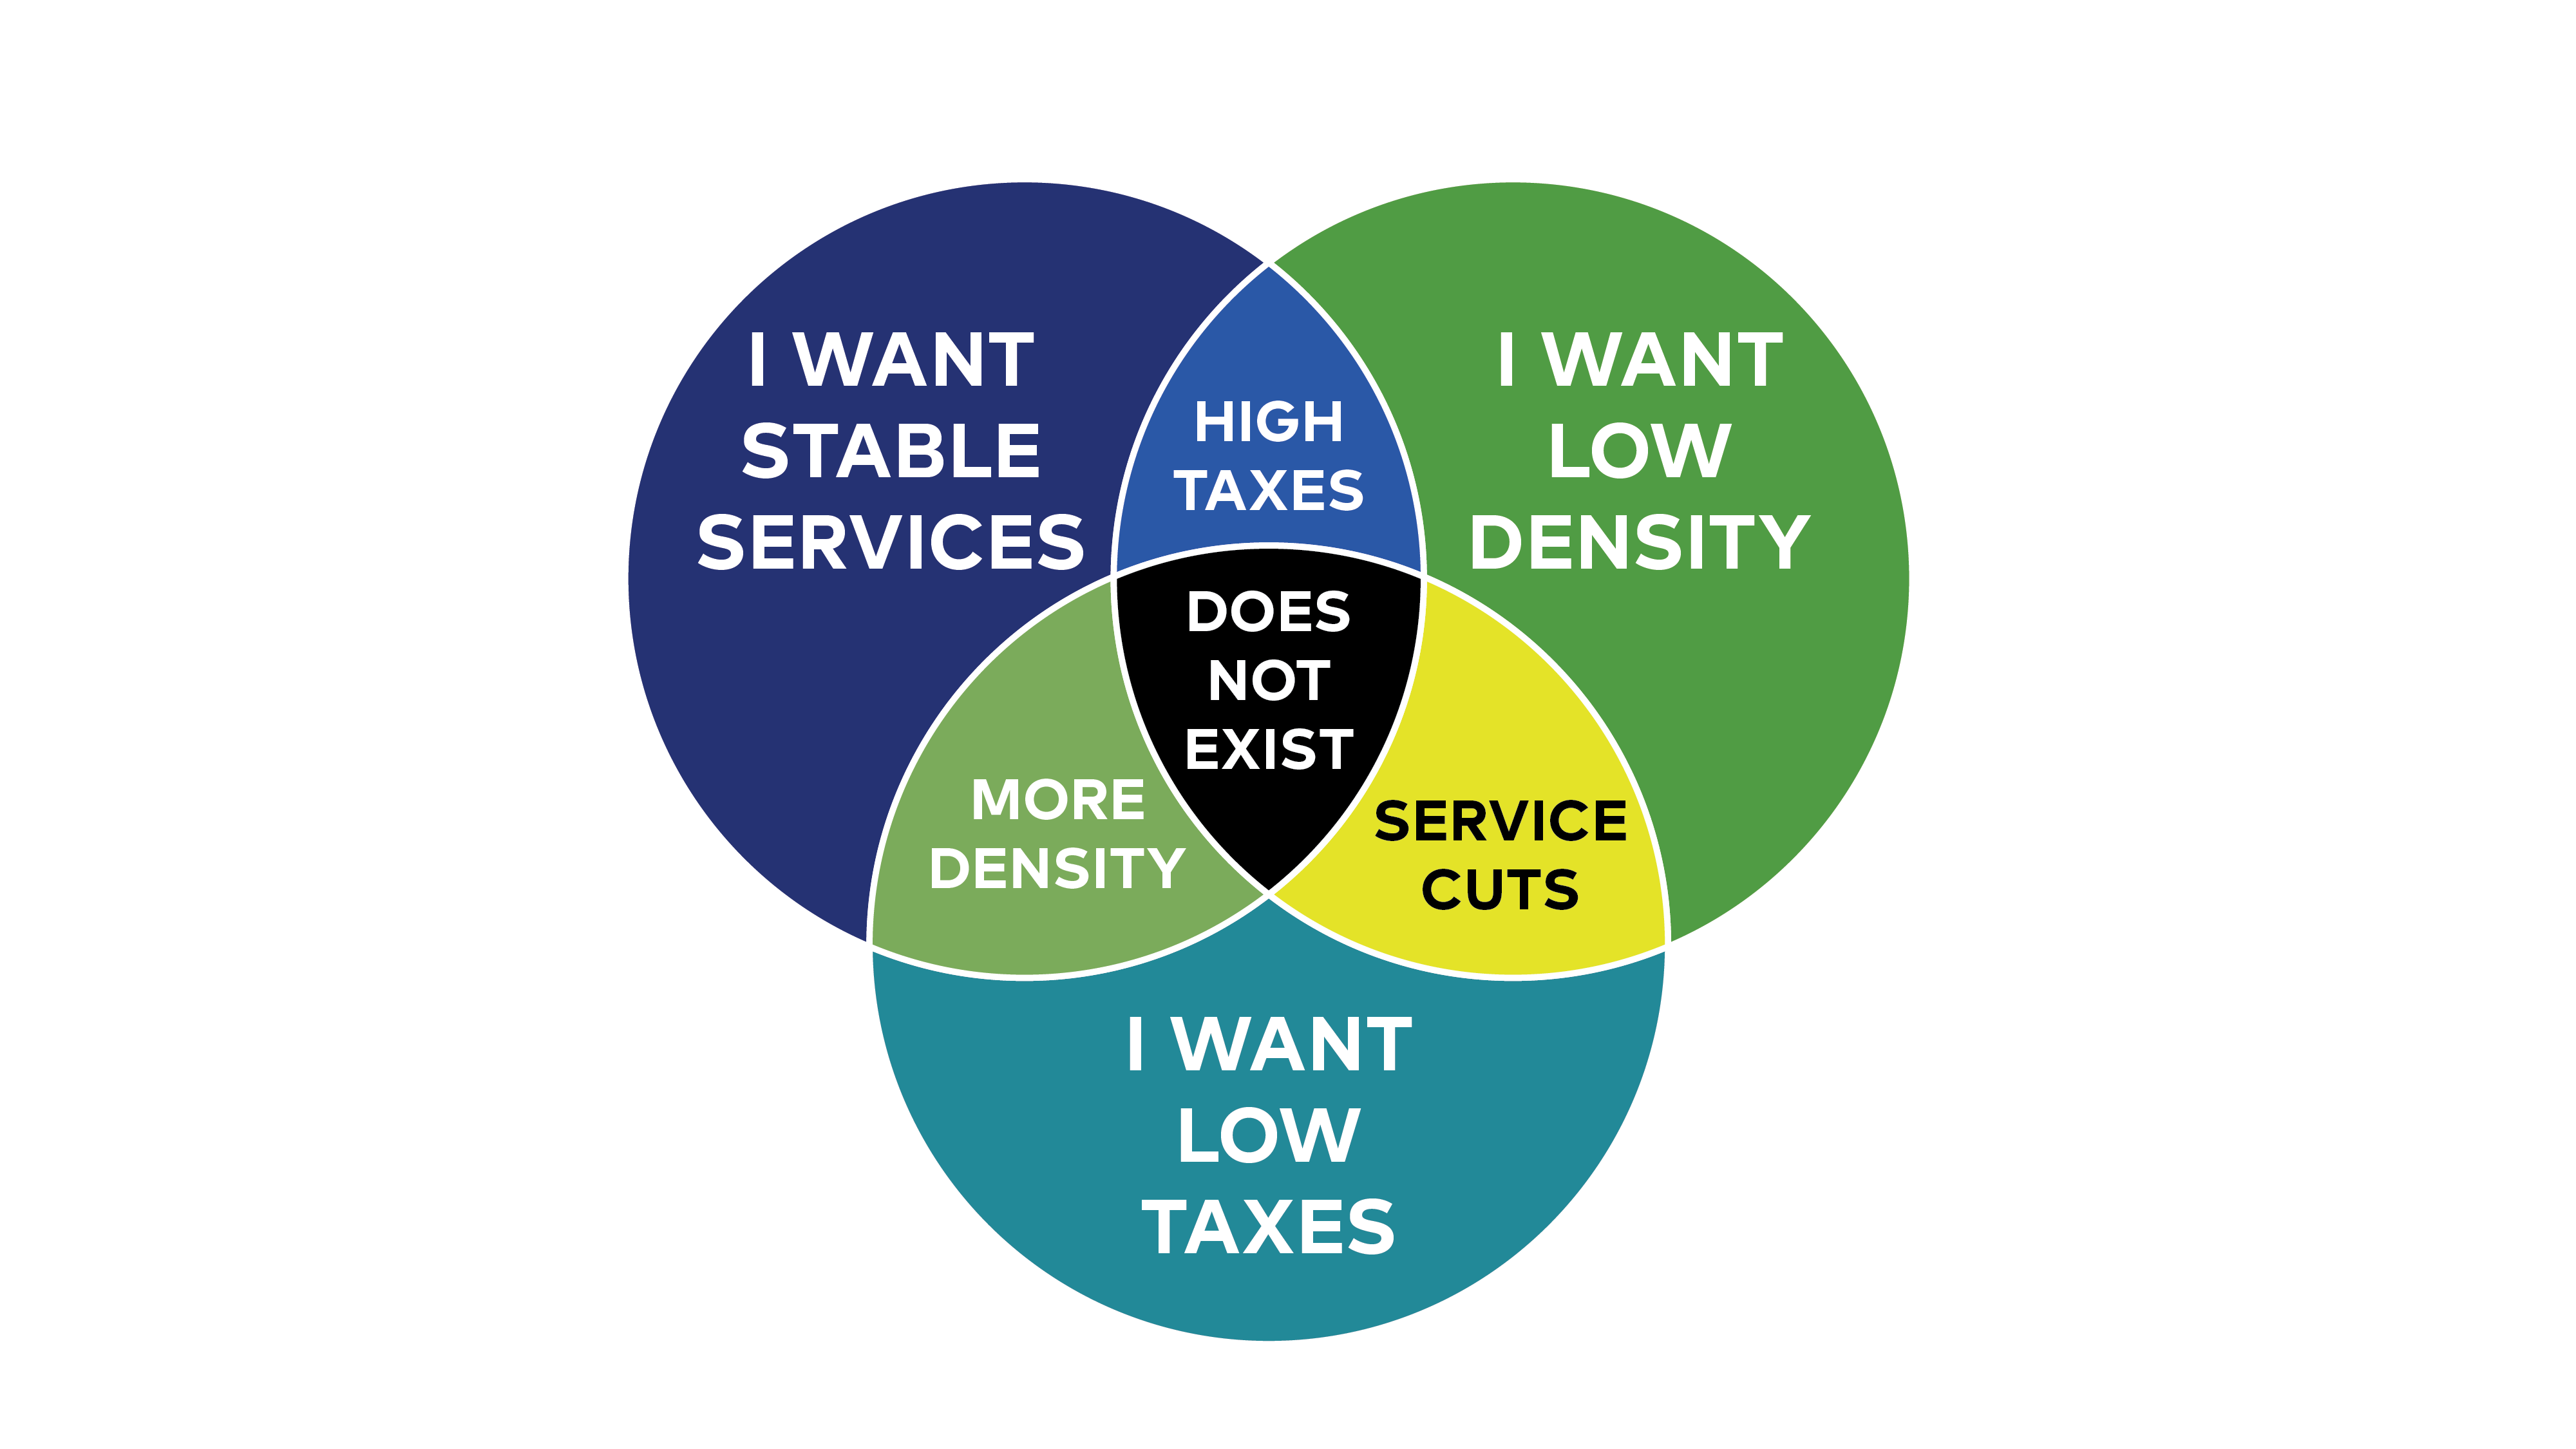 I WANT
STABLE
SERVICES
HIGH
TAXES
I WANT
LOW
DENSITY
DOES
NOT
EXIST
MORE
DENSITY
SERVICE
CUTS
I WANT
LOW
TAXES